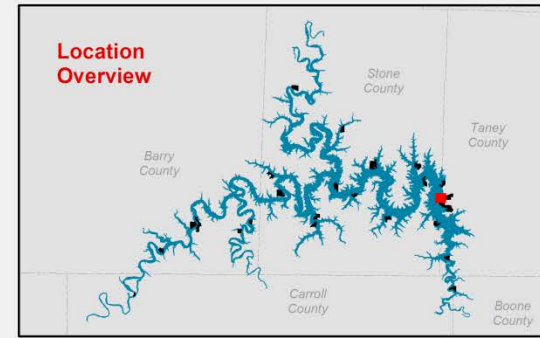 Location
Overview
Stone
County
Taney
County
Barry
County
Carroll
County
Boone
County